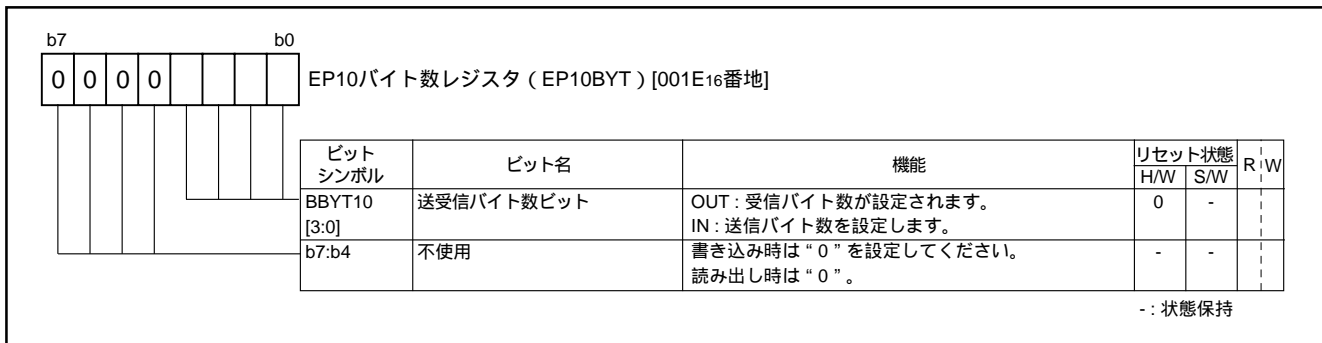 b7 b0
0 0 0 0 EP10バイト数レジスタ（EP10BYT）[001E16番地]
ビット シンボル ビット名 機能 リセット状態 H/W S/W R W
BBYT10 送受信バイト数ビット OUT : 受信バイト数が設定されます。 0 -
[3:0] IN : 送信バイト数を設定します。
b7:b4 不使用 書き込み時は“0”を設定してください。 - -
読み出し時は“0”。
- : 状態保持